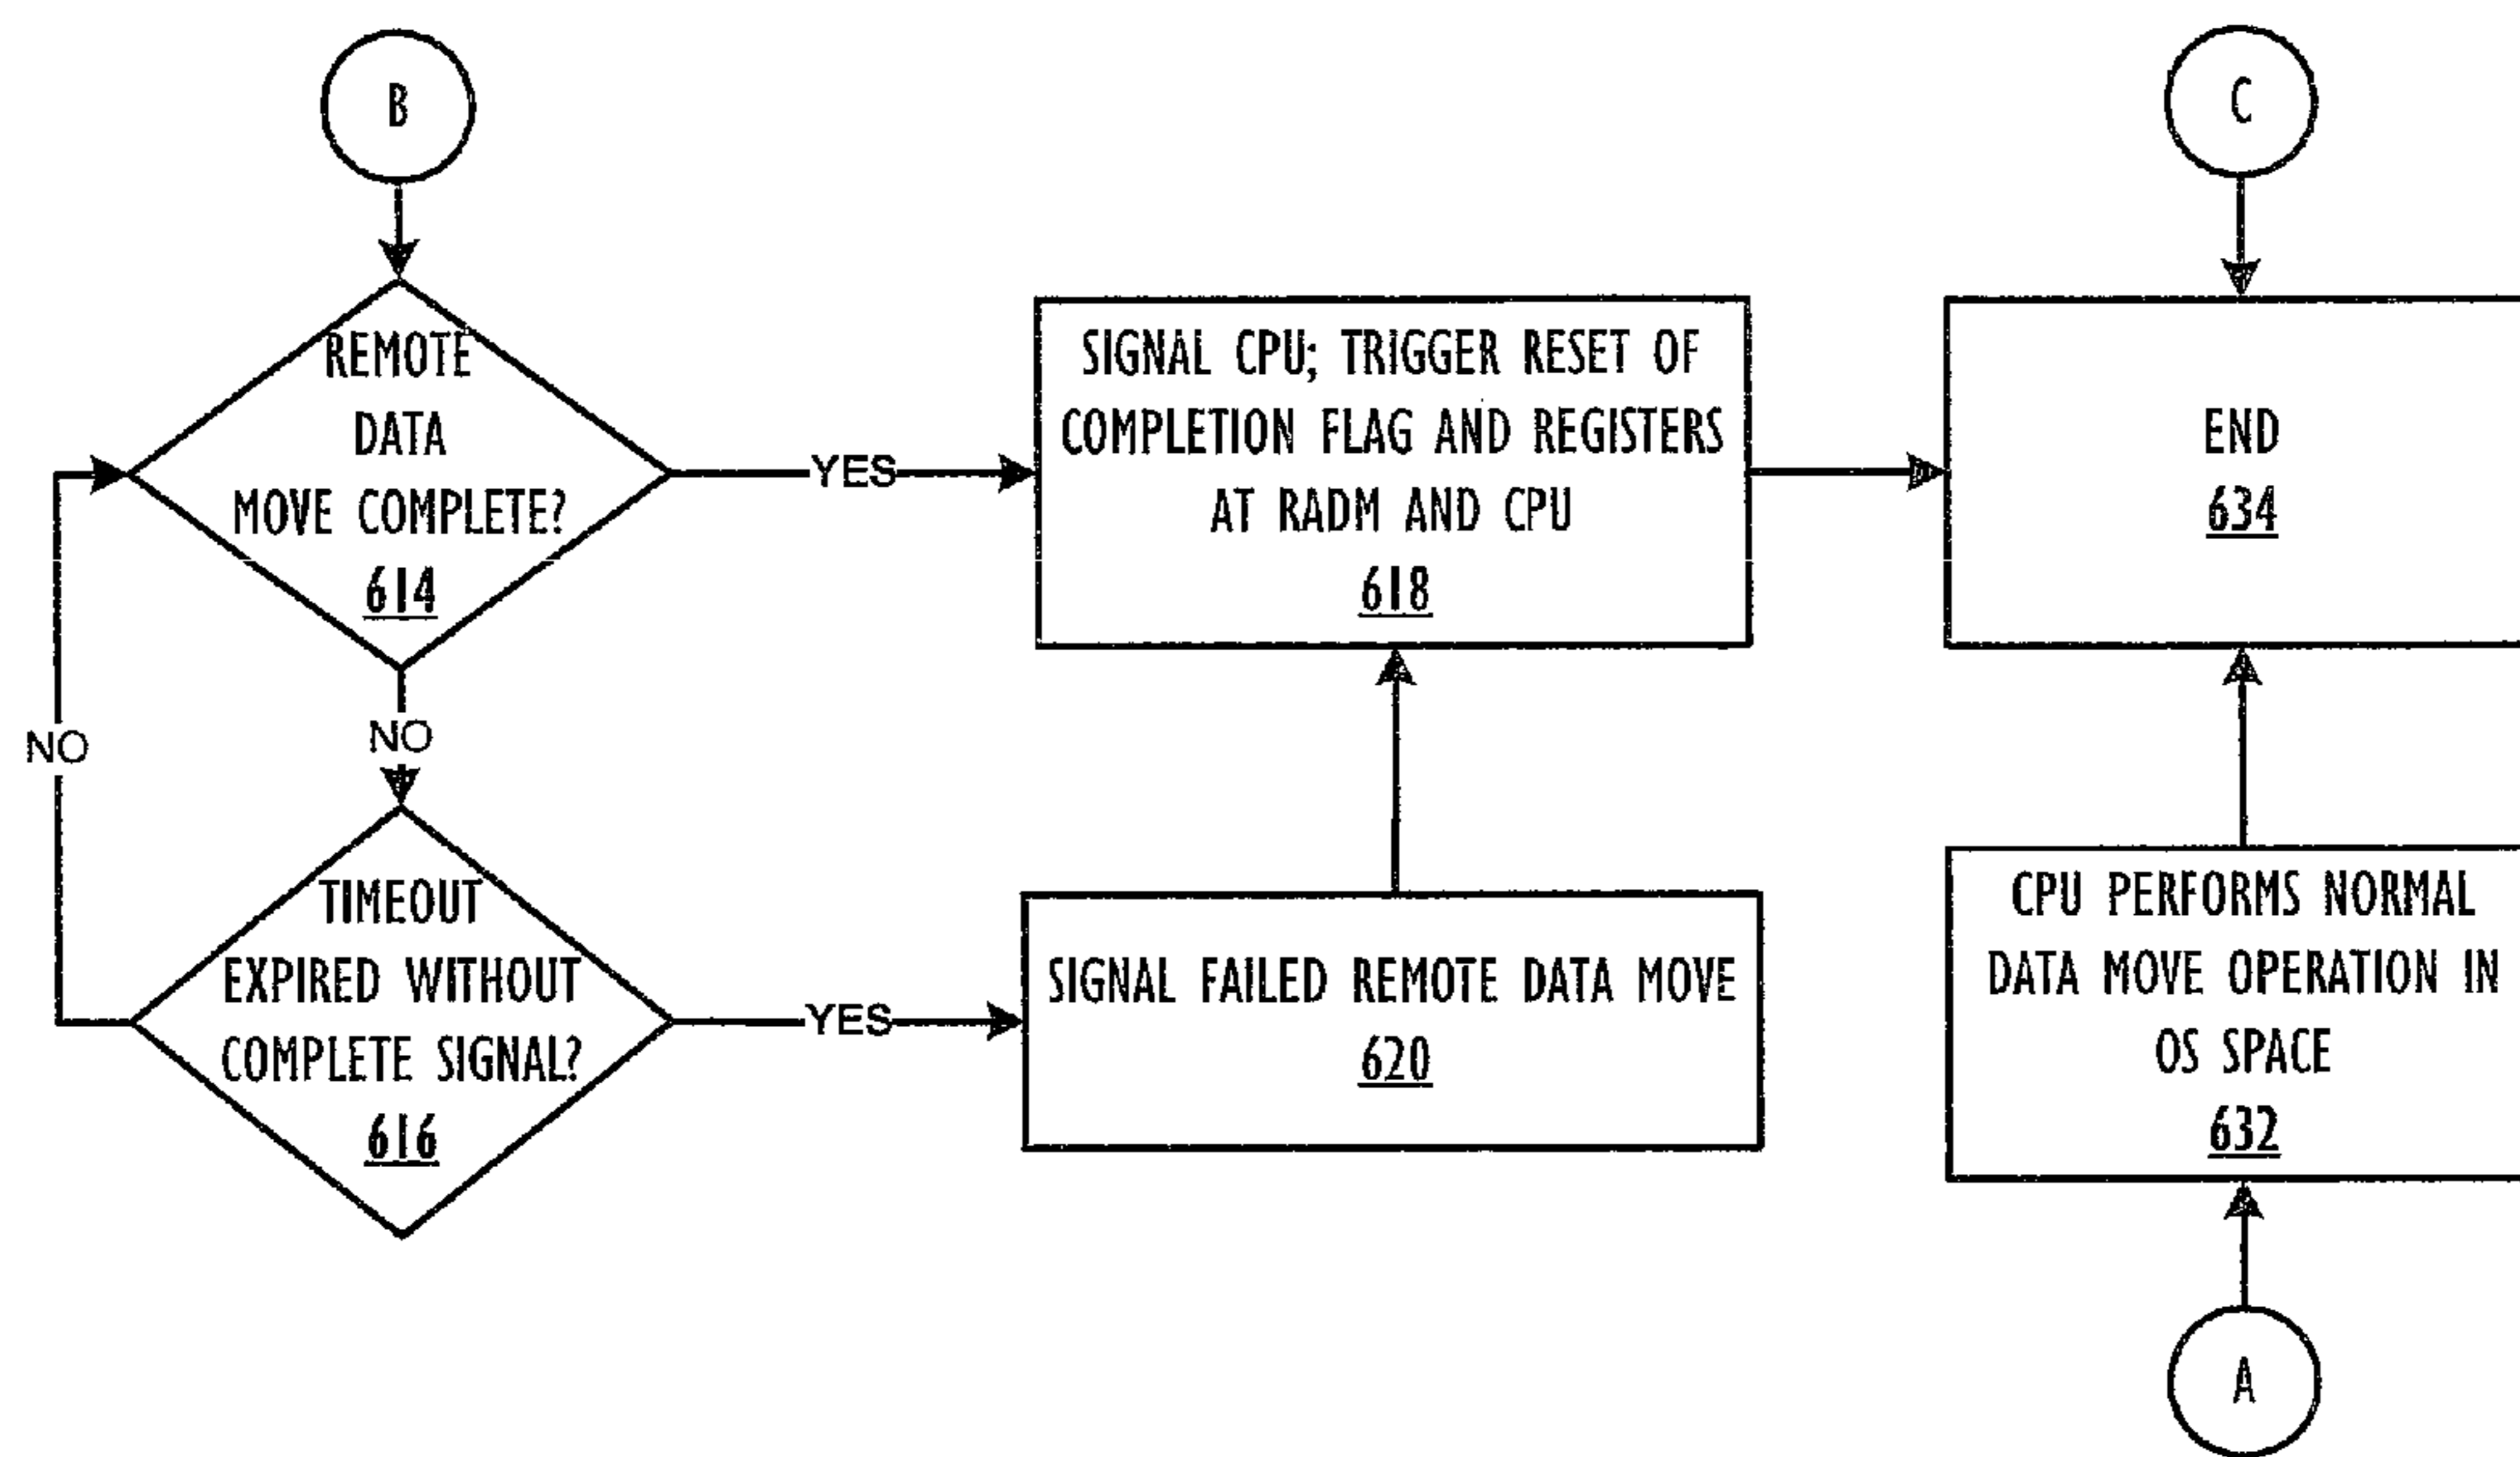 B
REMOTE
DATA
MOVE COMPLETE?
614
YES
NO
NO
TIMEOUT
EXPIRED WITHOUT
COMPLETE SIGNAL?
616
YES
SIGNAL CPU; TRIGGER RESET OF
COMPLETION FLAG AND REGISTERS
AT RADM AND CPU
618
SIGNAL FAILED REMOTE DATA MOVE
620
C
END
634
CPU PERFORMS NORMAL
DATA MOVE OPERATION IN
OS SPACE
632
A